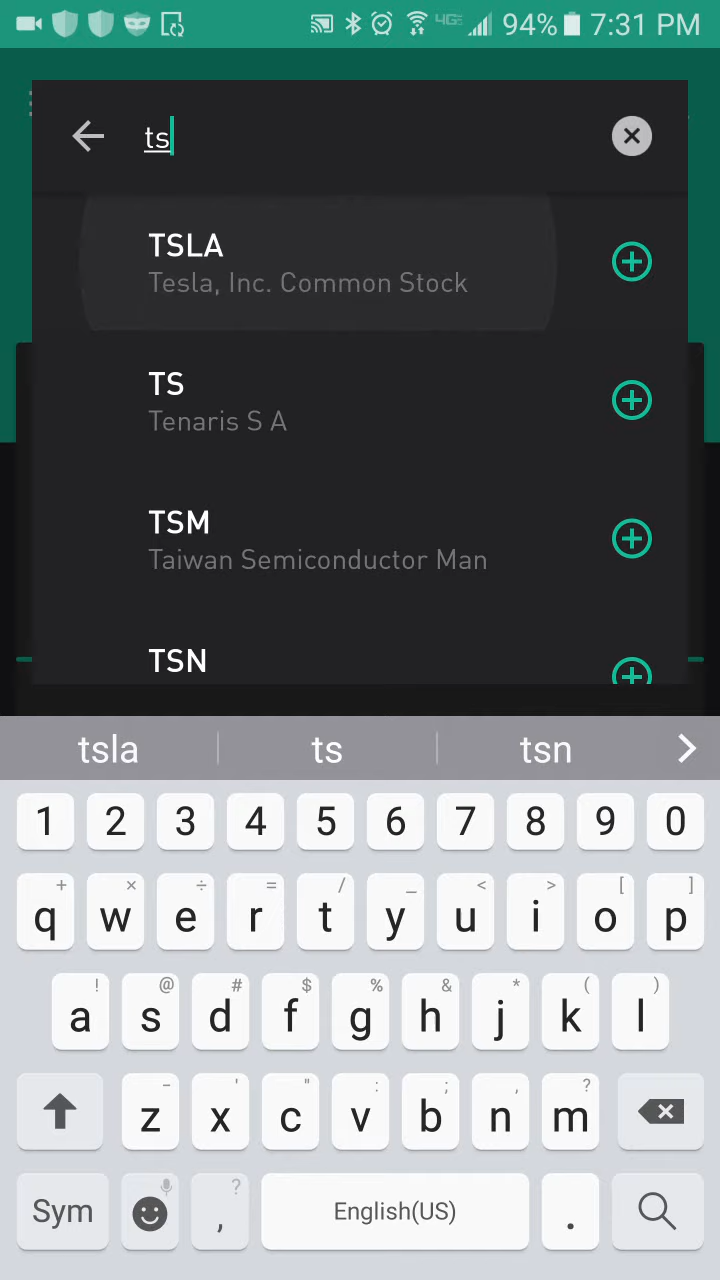 4G 94% 7:31 PM
ts
TSLA
Tesla, Inc. Common Stock
TS
Tenaris S A
TSM
Taiwan Semiconductor Man
TSN
tsla ts tsn
1 2 3 4 5 6 7 8 9 0
+ × ÷ = / _ < > [ ]
q w e r t y u i o p
! @ # $ % & * ( )
a s d f g h j k l
- ' " : ; , ?
z x c v b n m
?
Sym , English(US) .